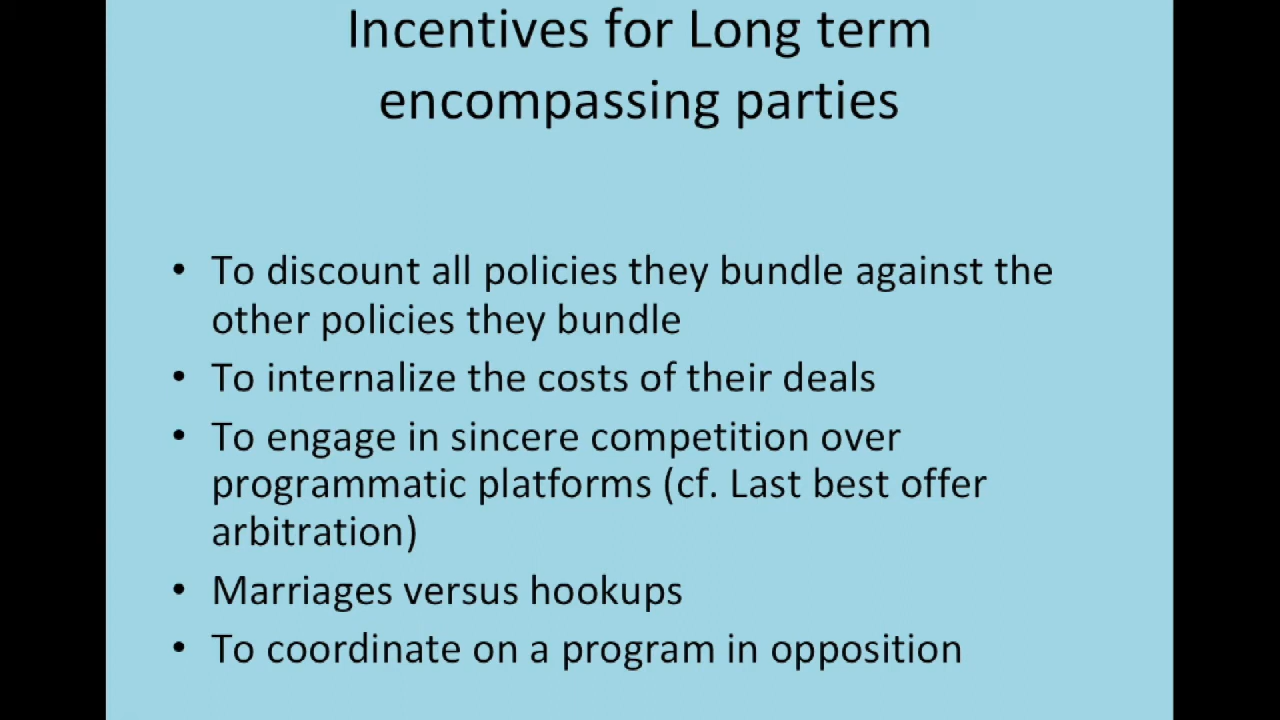 Incentives for Long term
encompassing parties
• To discount all policies they bundle against the
other policies they bundle
• To internalize the costs of their deals
• To engage in sincere competition over
programmatic platforms (cf. Last best offer
arbitration)
• Marriages versus hookups
• To coordinate on a program in opposition